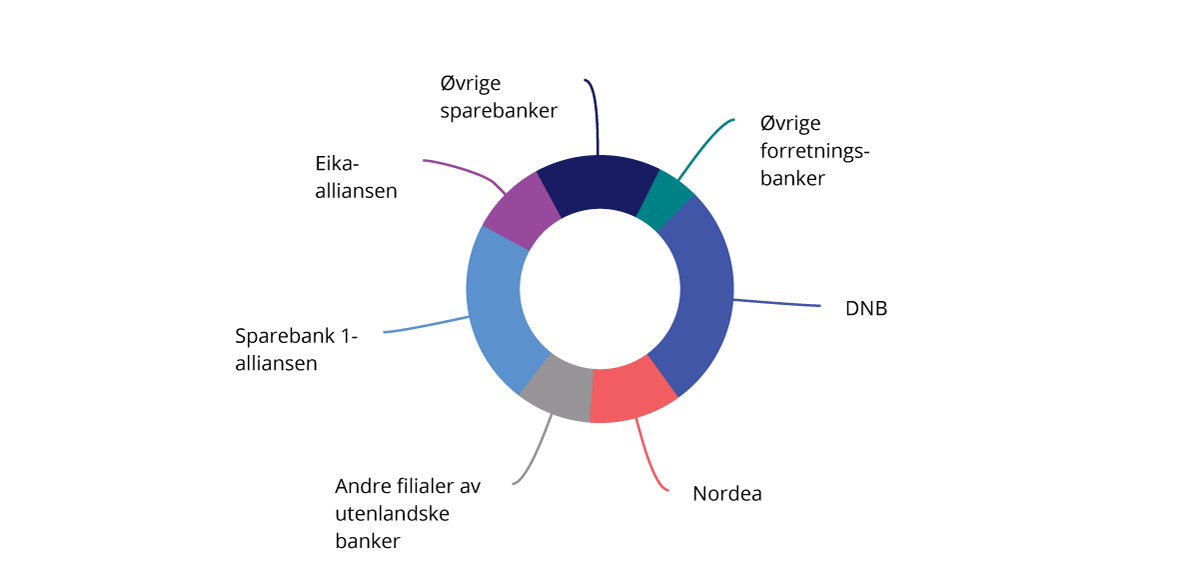 Øvrige
sparebanker
Øvrige
forretnings-
banker
Eika-
alliansen
DNB
Sparebank 1-
alliansen
Andre filialer av
utenlandske
banker
Nordea